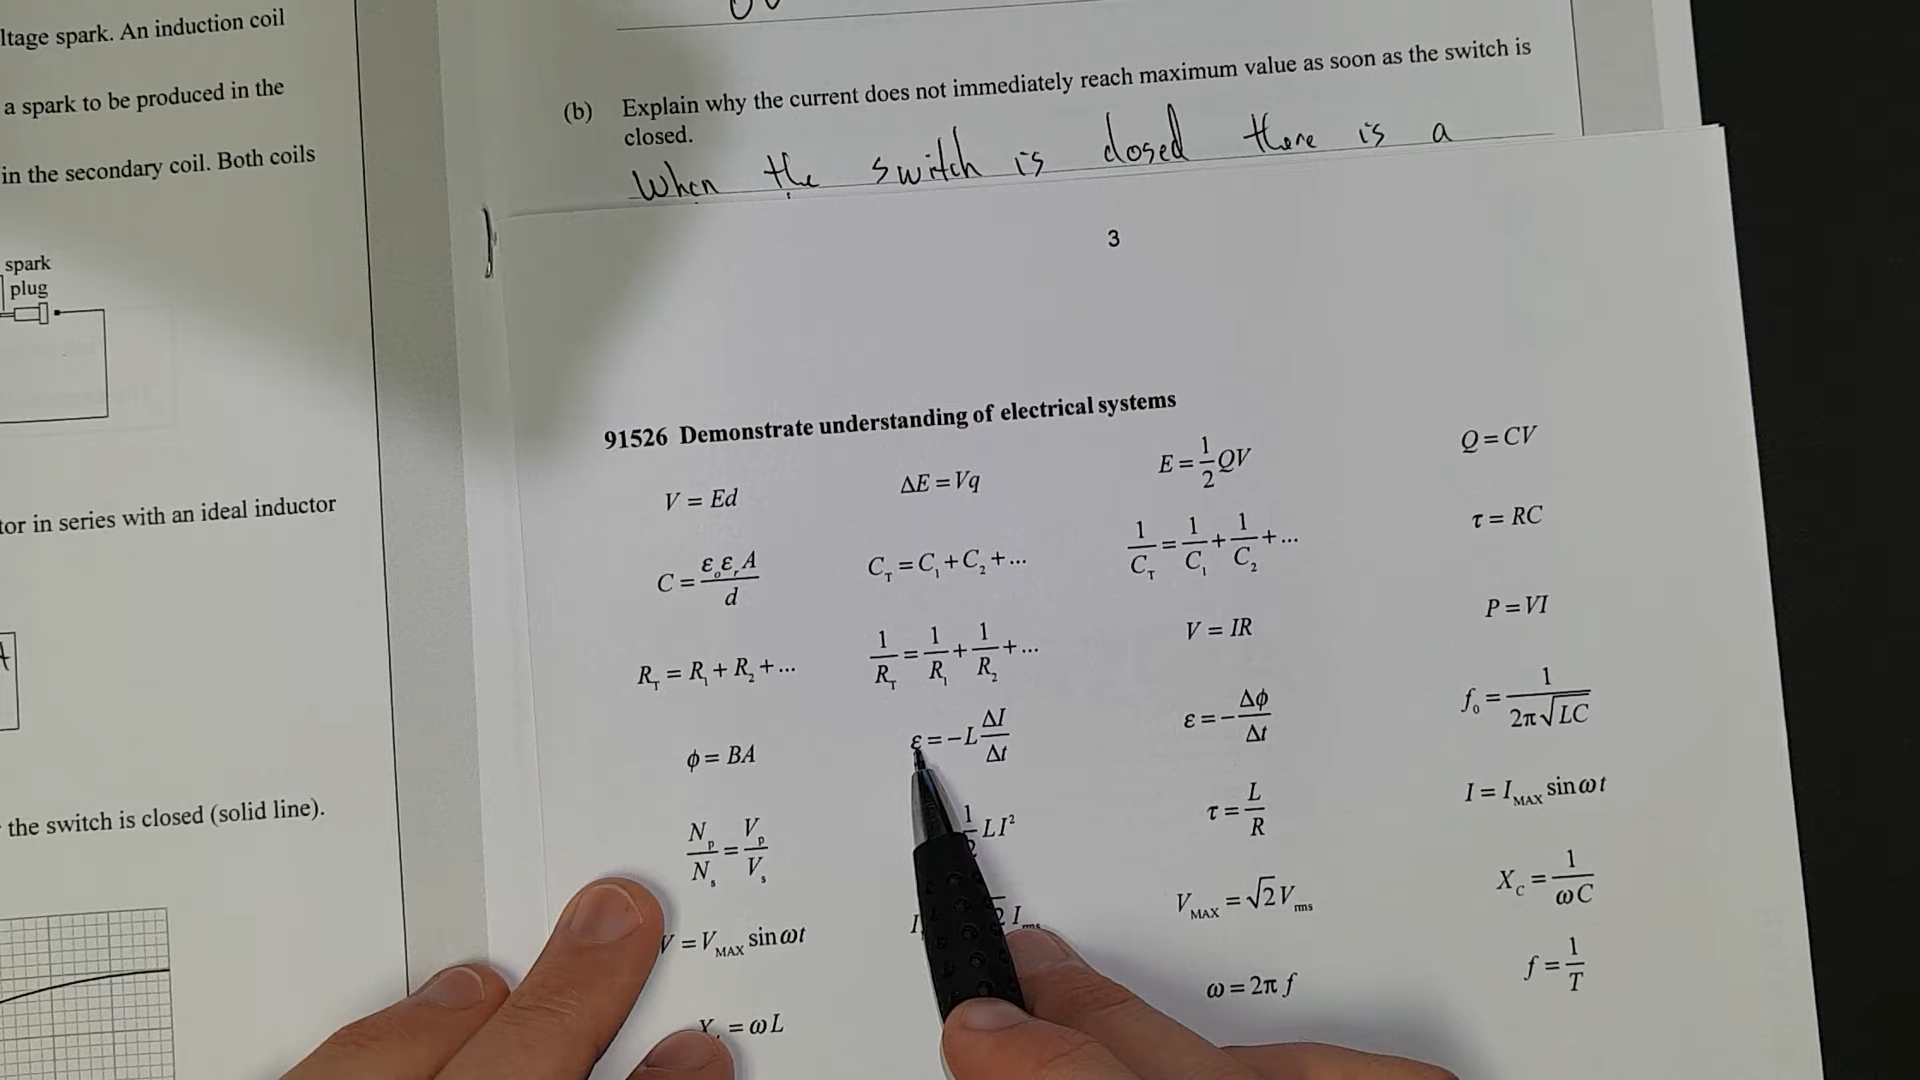 ltage spark. An induction coil
a spark to be produced in the
in the secondary coil. Both coils
spark
plug
tor in series with an ideal inductor
the switch is closed (solid line).
(b) Explain why the current does not immediately reach maximum value as soon as the switch is
closed.
When the switch is closed there is a
3
91526 Demonstrate understanding of electrical systems
V = Ed
ΔE = Vq
E = 1/2 QV
Q = CV
C = ε₀εᵣA/d
C_T = C₁ + C₂ + ...
1/C_T = 1/C₁ + 1/C₂ + ...
τ = RC
R_T = R₁ + R₂ + ...
1/R_T = 1/R₁ + 1/R₂ + ...
V = IR
P = VI
ϕ = BA
ε = −L ΔI/Δt
ε = − Δϕ/Δt
f₀ = 1/(2π√LC)
N_p/N_s = V_p/V_s
1/2 LI²
τ = L/R
I = I_MAX sin ωt
V = V_MAX sin ωt
V_MAX = √2 V_rms
X_C = 1/ωC
= ωL
ω = 2πf
f = 1/T